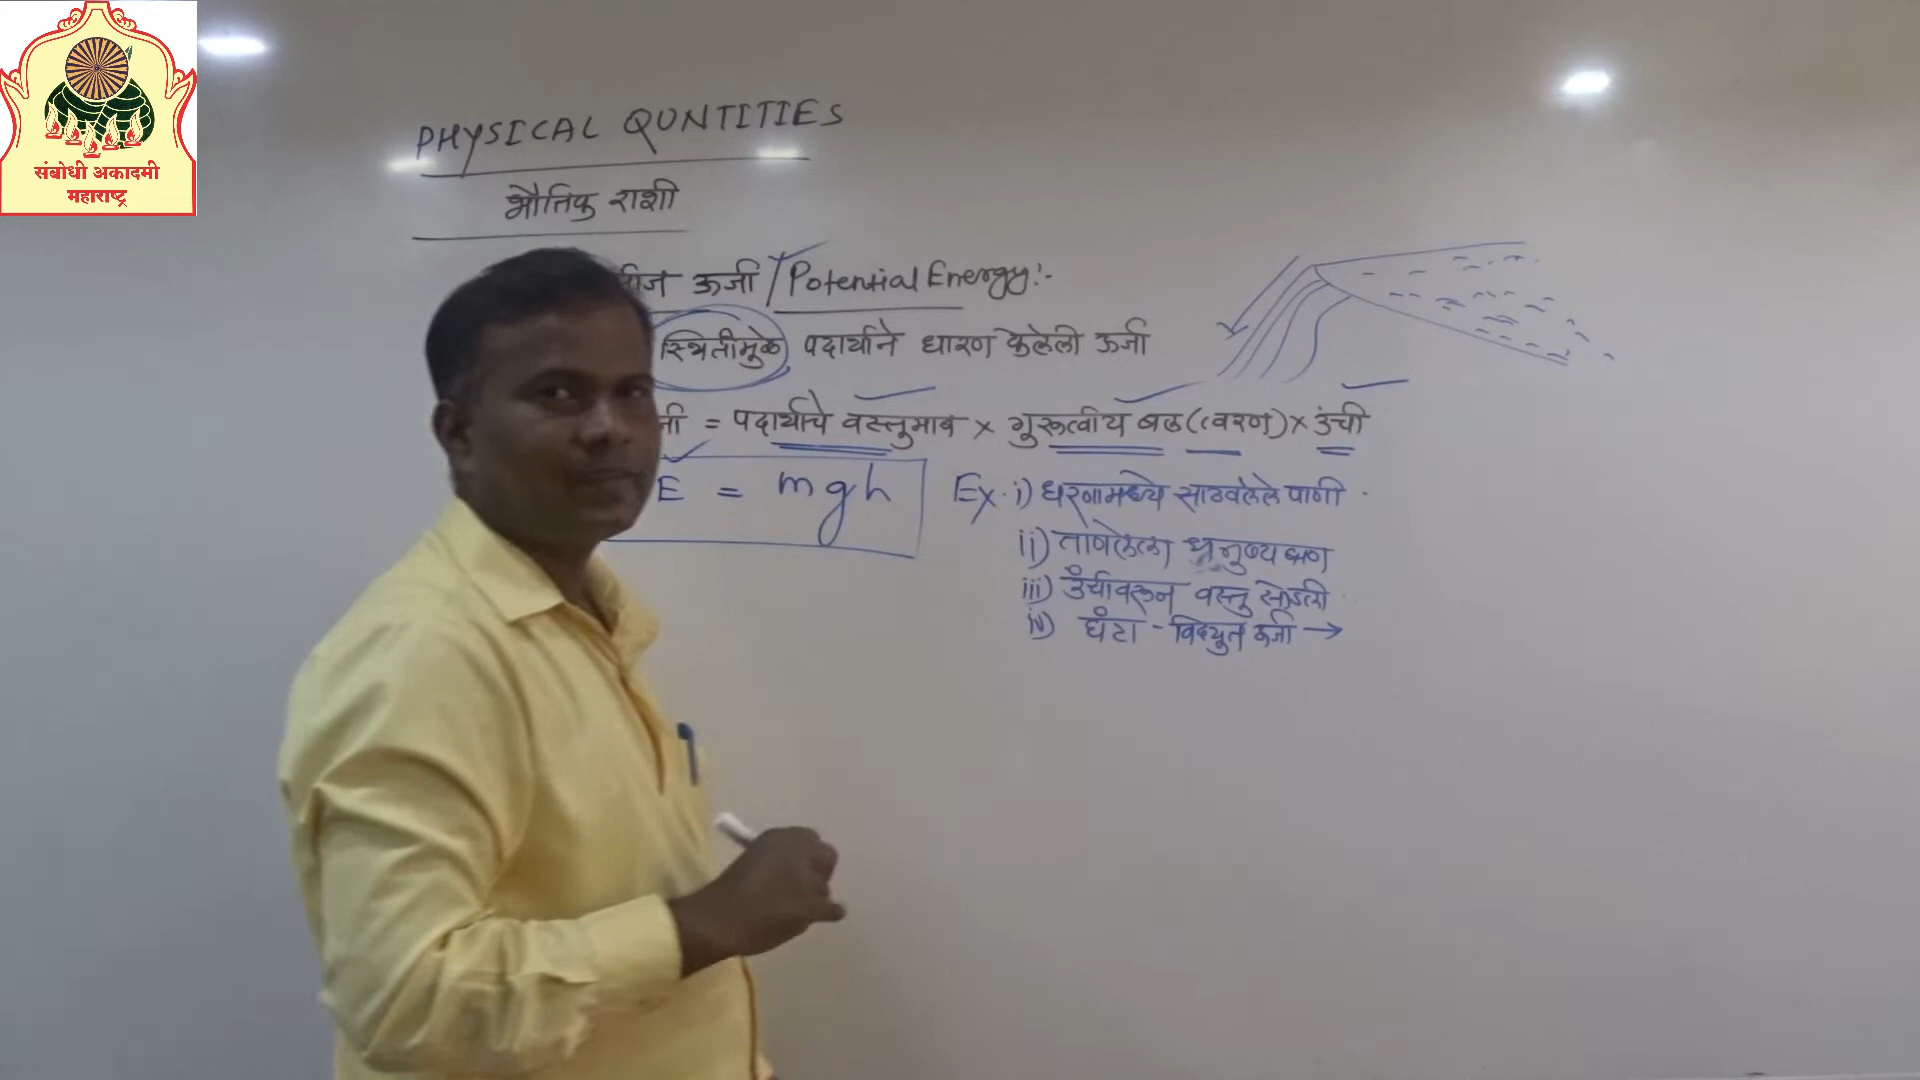 संबोधी अकादमी
महाराष्ट्र
PHYSICAL QUNTITIES
भौतिक राशी
ऊर्जा / Potential Energy:-
स्थितीमुळे पदार्थाने धारण केलेली ऊर्जा
= पदार्थाचे वस्तुमान × गुरूत्वीय बल (त्वरण) × उंची
E = mgh
Ex. i) धरणामध्ये साठवलेले पाणी
ii) ताणलेला धनुष्य बाण
iii) उंचीवरून वस्तू सोडली
iv) घंटा - विद्युत ऊर्जा →